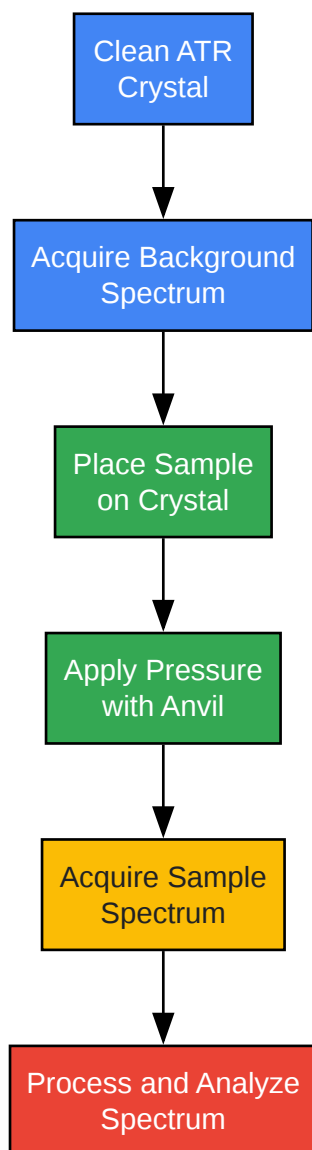 Clean ATR
Crystal
Acquire Background
Spectrum
Place Sample
on Crystal
Apply Pressure
with Anvil
Acquire Sample
Spectrum
Process and Analyze
Spectrum